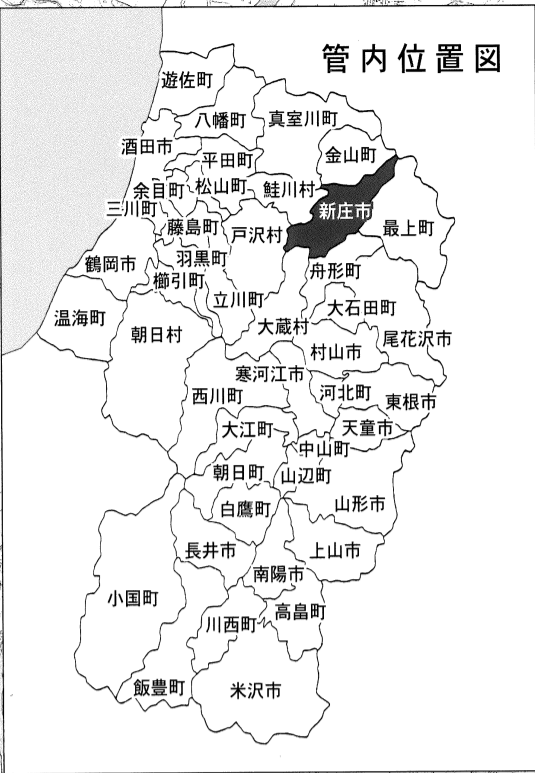 管内位置図
遊佐町
八幡町
真室川町
酒田市
平田町
金山町
余目町
松山町
鮭川村
三川町
藤島町
戸沢村
新庄市
最上町
羽黒町
鶴岡市
櫛引町
舟形町
立川町
大石田町
温海町
朝日村
大蔵村
尾花沢市
村山市
寒河江市
西川町
河北町
東根市
大江町
天童市
中山町
朝日町
山辺町
白鷹町
山形市
長井市
上山市
南陽市
小国町
高畠町
川西町
飯豊町
米沢市